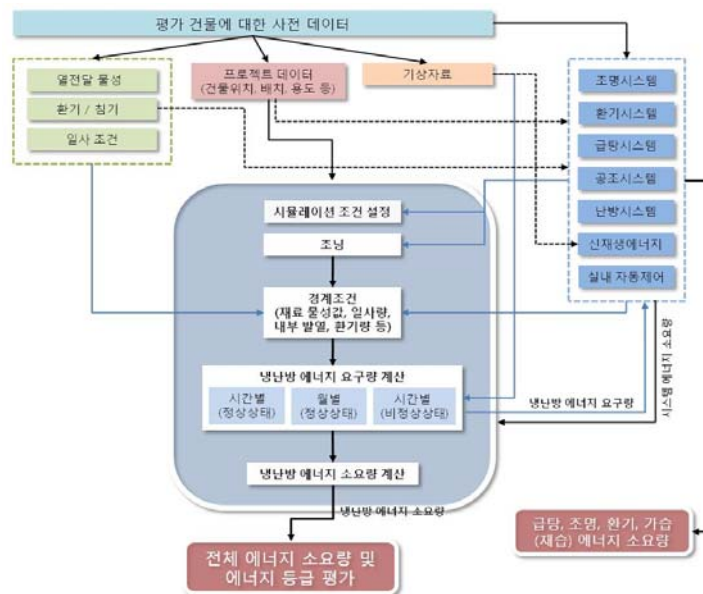 평가 건물에 대한 사전 데이터
열전달 물성
환기 / 침기
일사 조건
프로젝트 데이터
(건물위치, 배치, 용도 등)
기상자료
조명시스템
환기시스템
급탕시스템
공조시스템
난방시스템
신재생에너지
실내 자동제어
시뮬레이션 조건 설정
조닝
경계조건
(재료 물성값, 일사량,
내부 발열, 환기량 등)
냉난방 에너지 요구량 계산
시간별
(정상상태)
월별
(정상상태)
시간별
(비정상상태)
냉난방 에너지 요구량
시스템 에너지 소요량
냉난방 에너지 소요량 계산
냉난방 에너지 소요량
전체 에너지 소요량 및
에너지 등급 평가
급탕, 조명, 환기, 가습
(재습) 에너지 소요량